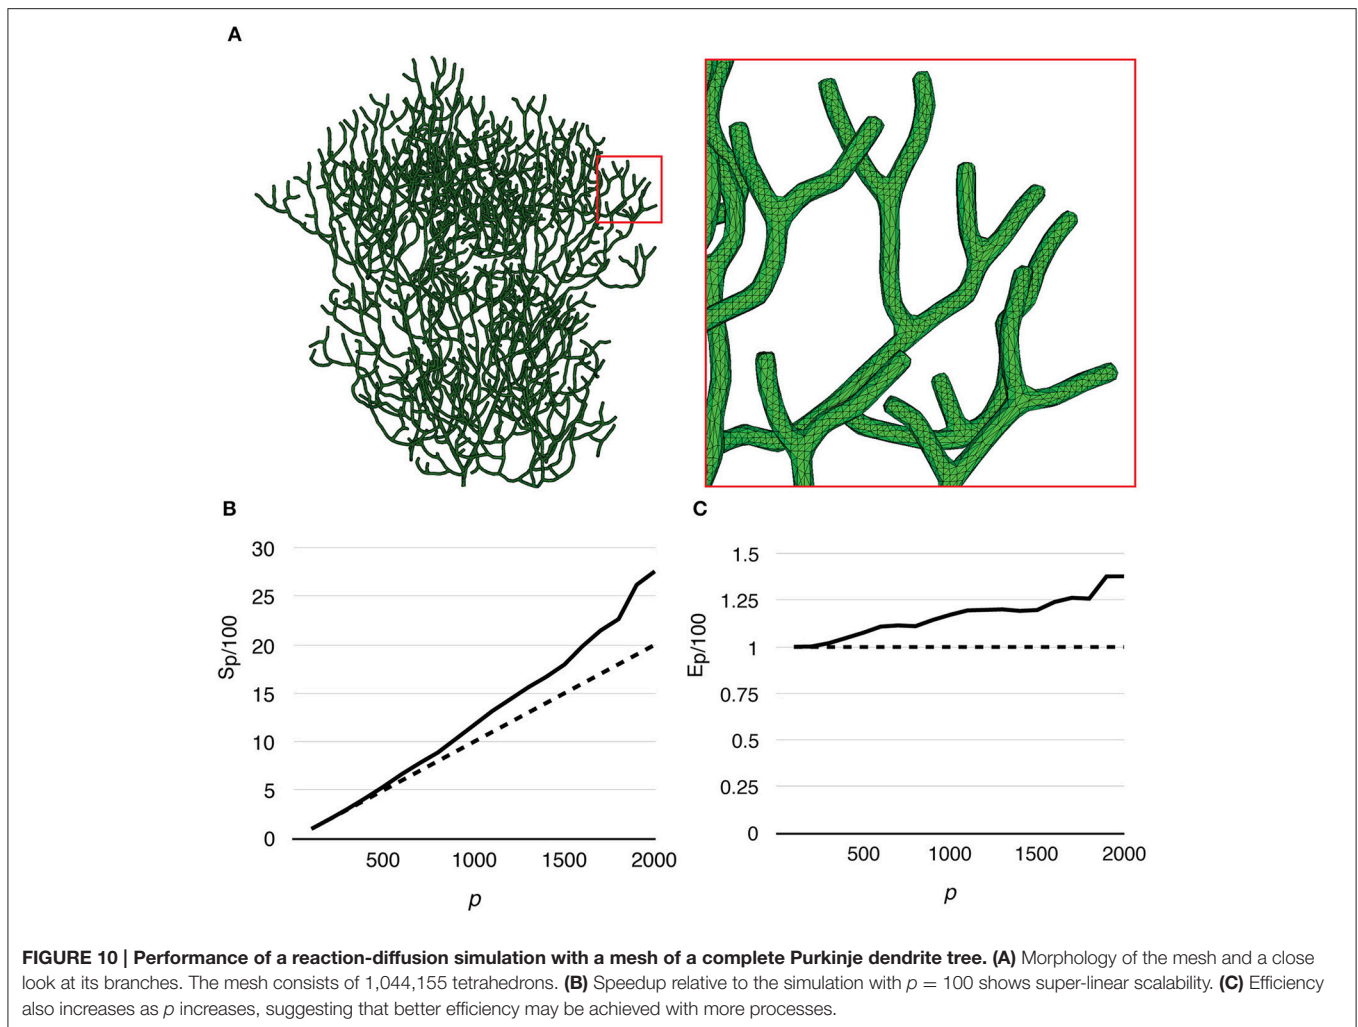 A
B
30
25
20
15
10
5
0
Sp/100
500 1000 1500 2000
p
C
1.5
1.25
1
0.75
0.5
0.25
0
Ep/100
500 1000 1500 2000
p
FIGURE 10 | Performance of a reaction-diffusion simulation with a mesh of a complete Purkinje dendrite tree. (A) Morphology of the mesh and a close
look at its branches. The mesh consists of 1,044,155 tetrahedrons. (B) Speedup relative to the simulation with p = 100 shows super-linear scalability. (C) Efficiency
also increases as p increases, suggesting that better efficiency may be achieved with more processes.